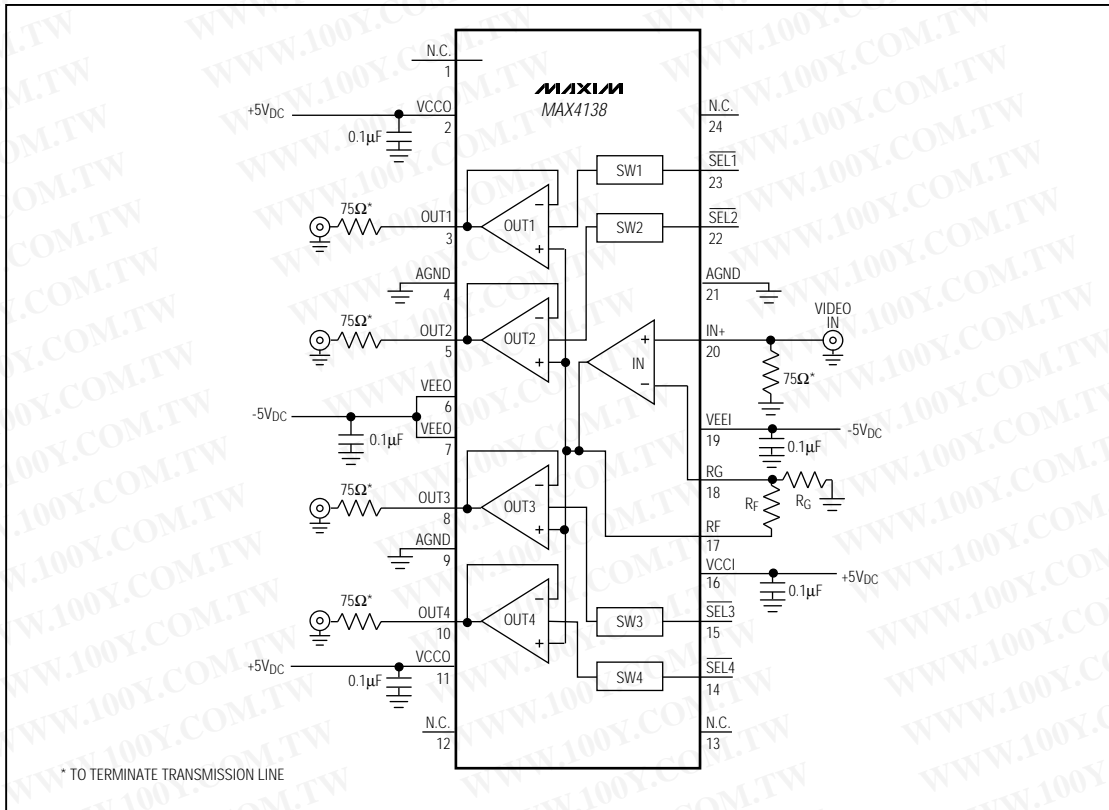 MAXIM
MAX4138
N.C.
1
+5VDC
VCCO
2
0.1µF
75Ω*
OUT1
3
AGND
4
75Ω*
OUT2
5
VEEO
6
-5VDC
VEEO
7
0.1µF
75Ω*
OUT3
8
AGND
9
75Ω*
OUT4
10
+5VDC
VCCO
11
0.1µF
N.C.
12
OUT1
+
−
OUT2
+
−
OUT3
+
−
OUT4
+
−
SW1
SW2
IN
+
−
SW3
SW4
N.C.
24
SEL1
23
SEL2
22
AGND
21
VIDEO
IN
IN+
20
75Ω*
VEEI
19
-5VDC
0.1µF
RG
18
RF
RG
RF
17
VCCI
16
+5VDC
0.1µF
SEL3
15
SEL4
14
N.C.
13
* TO TERMINATE TRANSMISSION LINE
WWW.100Y.COM.TW